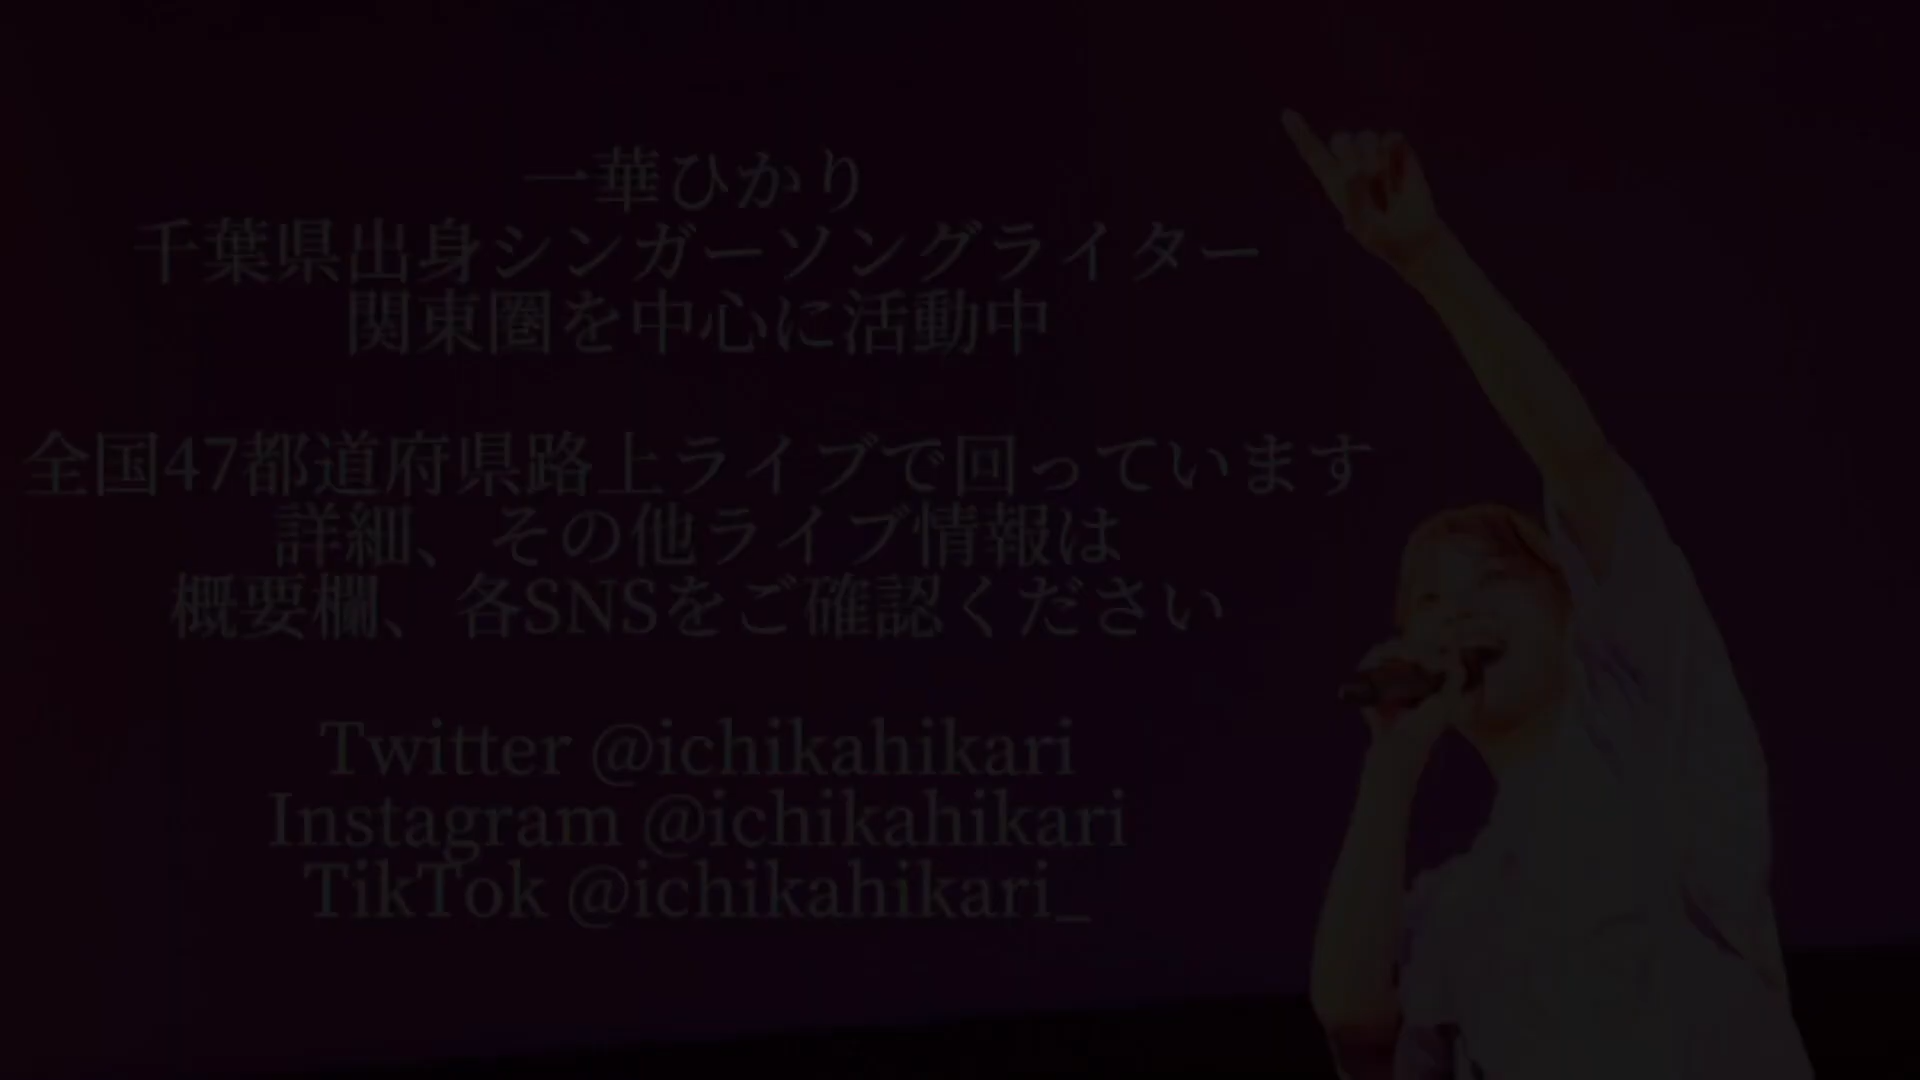 一華ひかり
千葉県出身シンガーソングライター
関東圏を中心に活動中
全国47都道府県路上ライブで回っています
詳細、その他ライブ情報は
概要欄、各SNSをご確認ください
Twitter @ichikahikari
Instagram @ichikahikari
TikTok @ichikahikari_